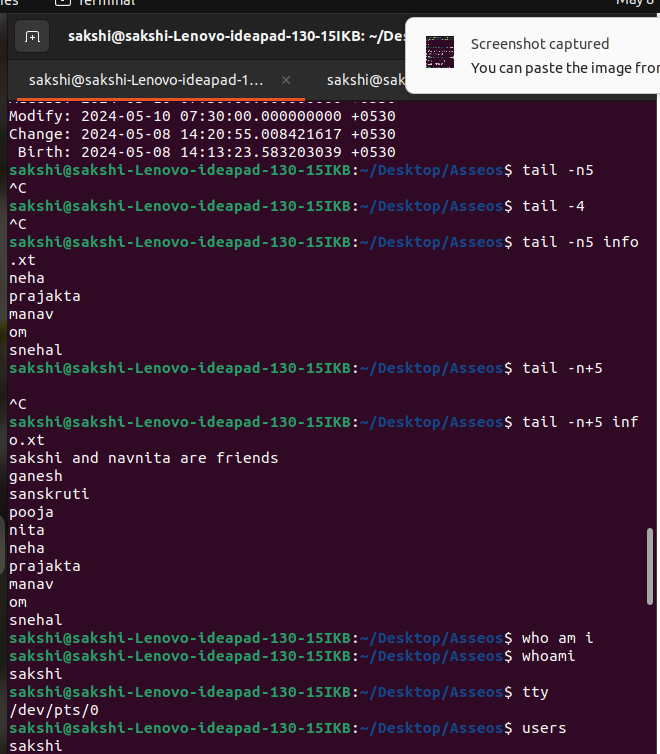 Terminal
May 8
sakshi@sakshi-Lenovo-ideapad-130-15IKB: ~/Des
Screenshot captured
You can paste the image from
sakshi@sakshi-Lenovo-ideapad-1...
×
sakshi@sak
Modify: 2024-05-10 07:30:00.000000000 +0530
Change: 2024-05-08 14:20:55.008421617 +0530
Birth: 2024-05-08 14:13:23.583203039 +0530
sakshi@sakshi-Lenovo-ideapad-130-15IKB:~/Desktop/Asseos$ tail -n5
^C
sakshi@sakshi-Lenovo-ideapad-130-15IKB:~/Desktop/Asseos$ tail -4
^C
sakshi@sakshi-Lenovo-ideapad-130-15IKB:~/Desktop/Asseos$ tail -n5 info
.xt
neha
prajakta
manav
om
snehal
sakshi@sakshi-Lenovo-ideapad-130-15IKB:~/Desktop/Asseos$ tail -n+5
^C
sakshi@sakshi-Lenovo-ideapad-130-15IKB:~/Desktop/Asseos$ tail -n+5 inf
o.xt
sakshi and navnita are friends
ganesh
sanskruti
pooja
nita
neha
prajakta
manav
om
snehal
sakshi@sakshi-Lenovo-ideapad-130-15IKB:~/Desktop/Asseos$ who am i
sakshi@sakshi-Lenovo-ideapad-130-15IKB:~/Desktop/Asseos$ whoami
sakshi
sakshi@sakshi-Lenovo-ideapad-130-15IKB:~/Desktop/Asseos$ tty
/dev/pts/0
sakshi@sakshi-Lenovo-ideapad-130-15IKB:~/Desktop/Asseos$ users
sakshi